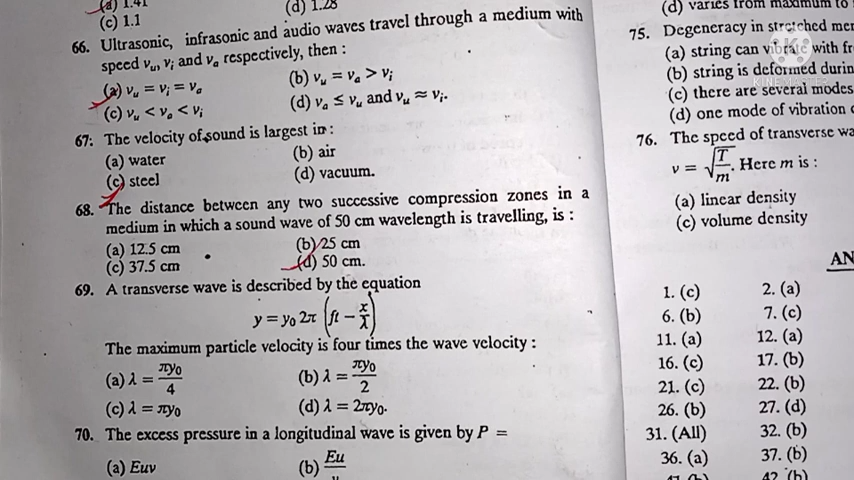 (a) 1.41
(d) 1.28
(c) 1.1
66. Ultrasonic, infrasonic and audio waves travel through a medium with
speed vᵤ, vᵢ and vₐ respectively, then :
(a) vᵤ = vᵢ = vₐ
(b) vᵤ = vₐ > vᵢ
(c) vᵤ < vₐ < vᵢ
(d) vₐ ≤ vᵤ and vᵤ ≈ vᵢ.
67. The velocity of sound is largest in :
(a) water
(b) air
(c) steel
(d) vacuum.
68. The distance between any two successive compression zones in a
medium in which a sound wave of 50 cm wavelength is travelling, is :
(a) 12.5 cm
(b) 25 cm
(c) 37.5 cm
(d) 50 cm.
69. A transverse wave is described by the equation
y = y₀ 2π (ft − x/λ)
The maximum particle velocity is four times the wave velocity :
(a) λ = πy₀/4
(b) λ = πy₀/2
(c) λ = πy₀
(d) λ = 2πy₀.
70. The excess pressure in a longitudinal wave is given by P =
(a) Euv
(b) Eu
(d) varies from maximum to
75. Degeneracy in stretched
(a) string can vibrate with
(b) string is deformed
(c) there are several modes
(d) one mode of vibration
76. The speed of transverse
v = √(T/m). Here m is :
(a) linear density
(c) volume density
KINEMASTER
1. (c) 2. (a)
6. (b) 7. (c)
11. (a) 12. (a)
16. (c) 17. (b)
21. (c) 22. (b)
26. (b) 27. (d)
31. (All) 32. (b)
36. (a) 37. (b)
42 (b)